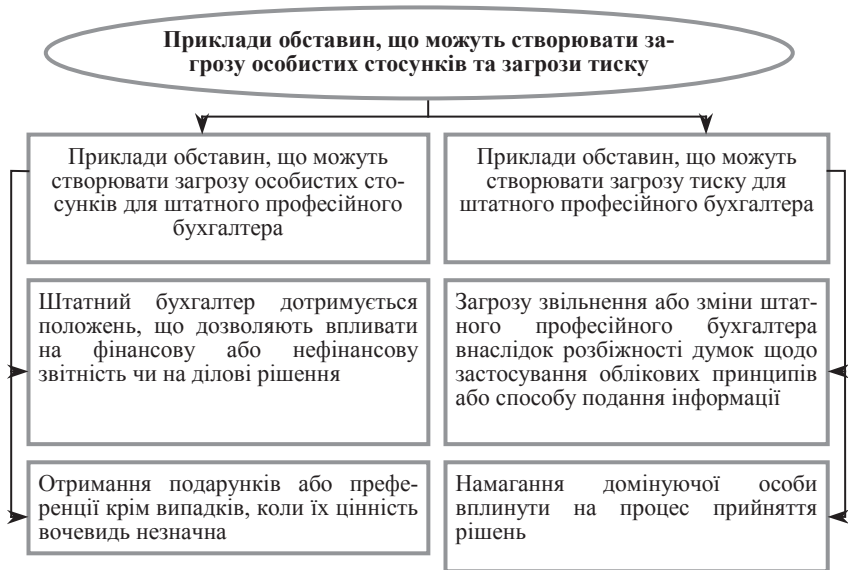 Приклади обставин, що можуть створювати за-
грозу особистих стосунків та загрози тиску
Приклади обставин, що можуть
створювати загрозу особистих сто-
сунків для штатного професійного
бухгалтера
Штатний бухгалтер дотримується
положень, що дозволяють впливати
на фінансову або нефінансову
звітність чи на ділові рішення
Отримання подарунків або префе-
ренції крім випадків, коли їх цінність
вочевидь незначна
Приклади обставин, що можуть
створювати загрозу тиску для
штатного професійного бухгалтера
Загрозу звільнення або зміни штат-
ного професійного бухгалтера
внаслідок розбіжності думок щодо
застосування облікових принципів
або способу подання інформації
Намагання домінуючої особи
вплинути на процес прийняття
рішень